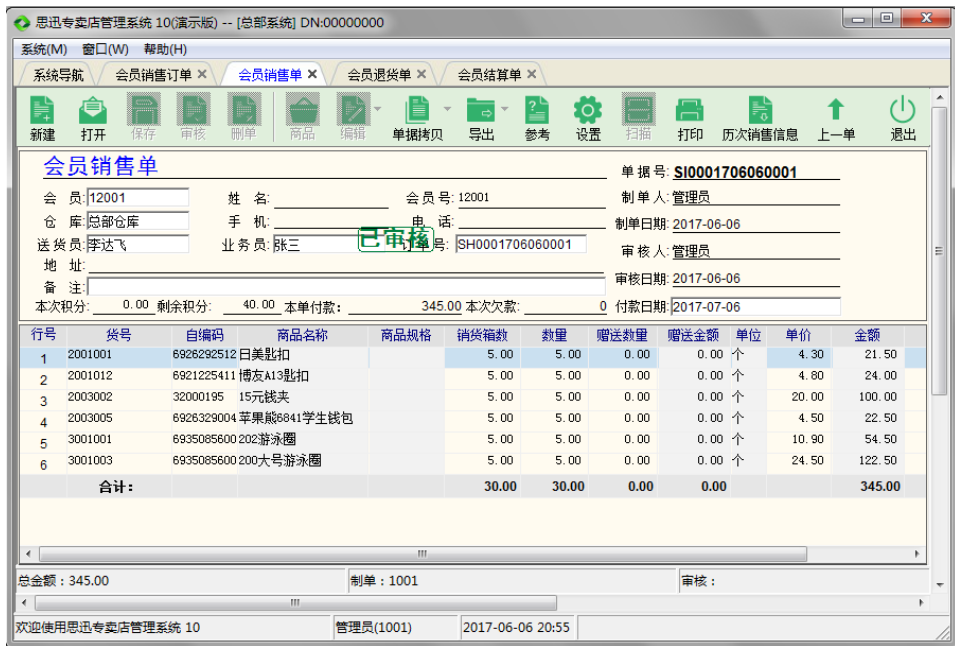 思迅专卖店管理系统 10(演示版) -- [总部系统] DN:00000000
系统(M) 窗口(W) 帮助(H)
系统导航 会员销售订单 × 会员销售单 × 会员退货单 × 会员结算单 ×
新建 打开 保存 审核 删单 商品 编辑 单据拷贝 导出 参考 设置 扫描 打印 历次销售信息 上一单 退出
会员销售单
单据号: SI0001706060001
会 员: 12001 姓 名: 会员号: 12001 制单人: 管理员
仓 库: 总部仓库 手 机: 电 话: 制单日期: 2017-06-06
送货员: 李达飞 业务员: 张三 已审核 订单号: SH0001706060001 审核人: 管理员
地 址:
备 注: 审核日期: 2017-06-06
本次积分: 0.00 剩余积分: 40.00 本单付款: 345.00 本次欠款: 0 付款日期: 2017-07-06
行号 货号 自编码 商品名称 商品规格 销货箱数 数量 赠送数量 赠送金额 单位 单价 金额
1 2001001 6926292512 日美匙扣 5.00 5.00 0.00 0.00 个 4.30 21.50
2 2001012 6921225411 博友A13匙扣 5.00 5.00 0.00 0.00 个 4.80 24.00
3 2003002 32000195 15元钱夹 5.00 5.00 0.00 0.00 个 20.00 100.00
4 2003005 6926329004 苹果熊6841学生钱包 5.00 5.00 0.00 0.00 个 4.50 22.50
5 3001001 6935085600 202游泳圈 5.00 5.00 0.00 0.00 个 10.90 54.50
6 3001003 6935085600 200大号游泳圈 5.00 5.00 0.00 0.00 个 24.50 122.50
合计: 30.00 30.00 0.00 0.00 345.00
总金额:345.00 制单:1001 审核:
欢迎使用思迅专卖店管理系统 10 管理员(1001) 2017-06-06 20:55